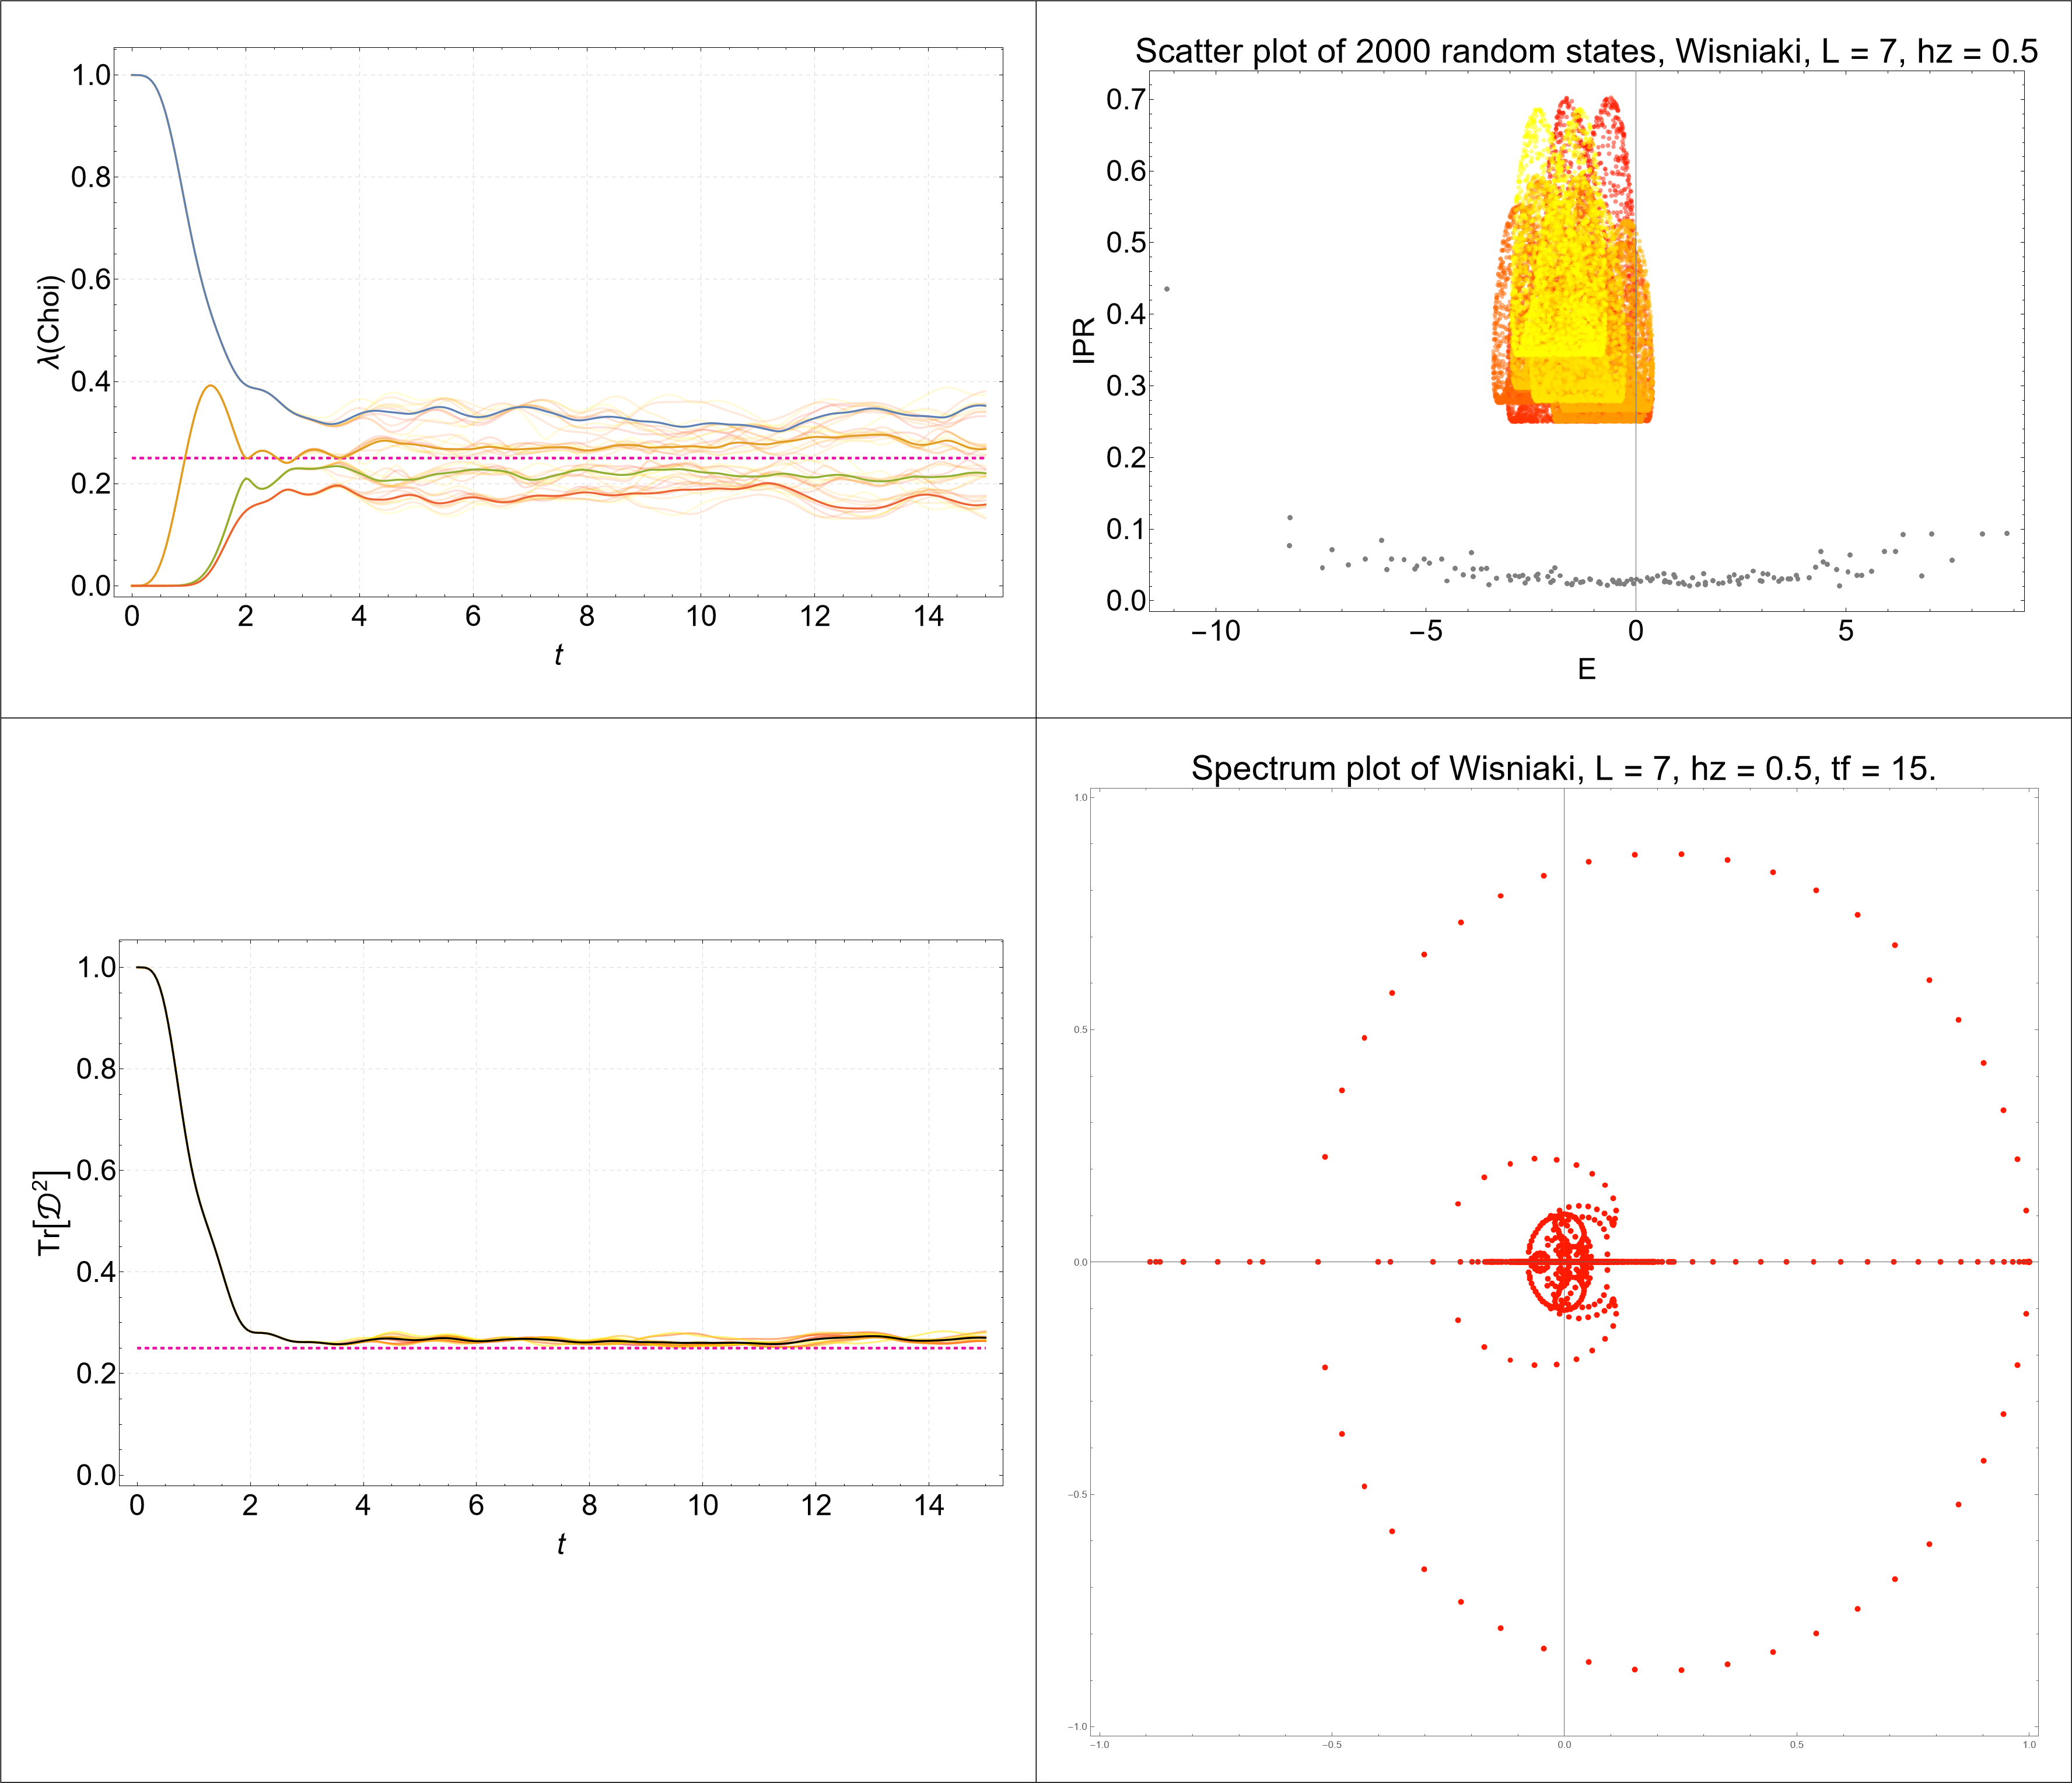 1.0
0.8
0.6
0.4
0.2
0.0
λ(Choi)
0 2 4 6 8 10 12 14
t
Scatter plot of 2000 random states, Wisniaki, L = 7, hz = 0.5
0.7
0.6
0.5
0.4
0.3
0.2
0.1
0.0
IPR
−10 −5 0 5
E
1.0
0.8
0.6
0.4
0.2
0.0
Tr[𝒟²]
0 2 4 6 8 10 12 14
t
Spectrum plot of Wisniaki, L = 7, hz = 0.5, tf = 15.
1.0
0.5
0.0
−0.5
−1.0
−1.0 −0.5 0.0 0.5 1.0